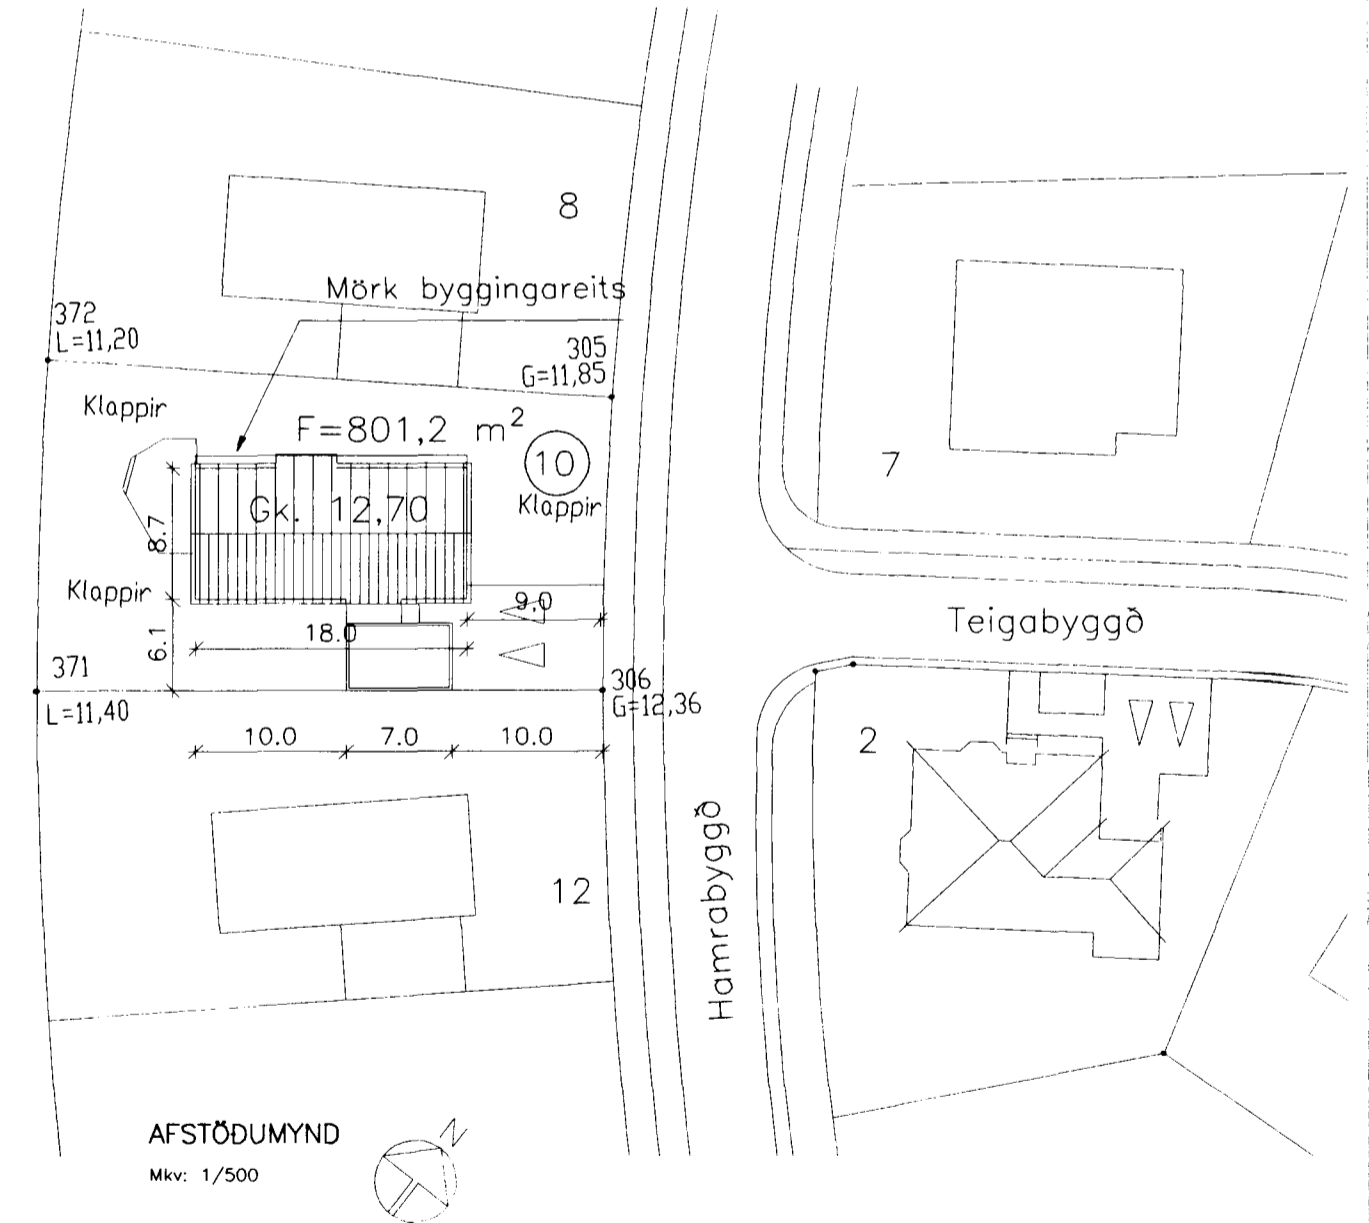 8
Mörk byggingareits
372
L=11,20
305
G=11,85
Klappir
F=801,2 m²
10
7
Gk. 12,70
Klappir
8.7
Klappir
9.0
Teigabyggð
18.0
6.1
371
L=11,40
306
G=12,36
10.0 7.0 10.0
2
Hamrabyggð
12
AFSTÖÐUMYND
Mkv: 1/500
N